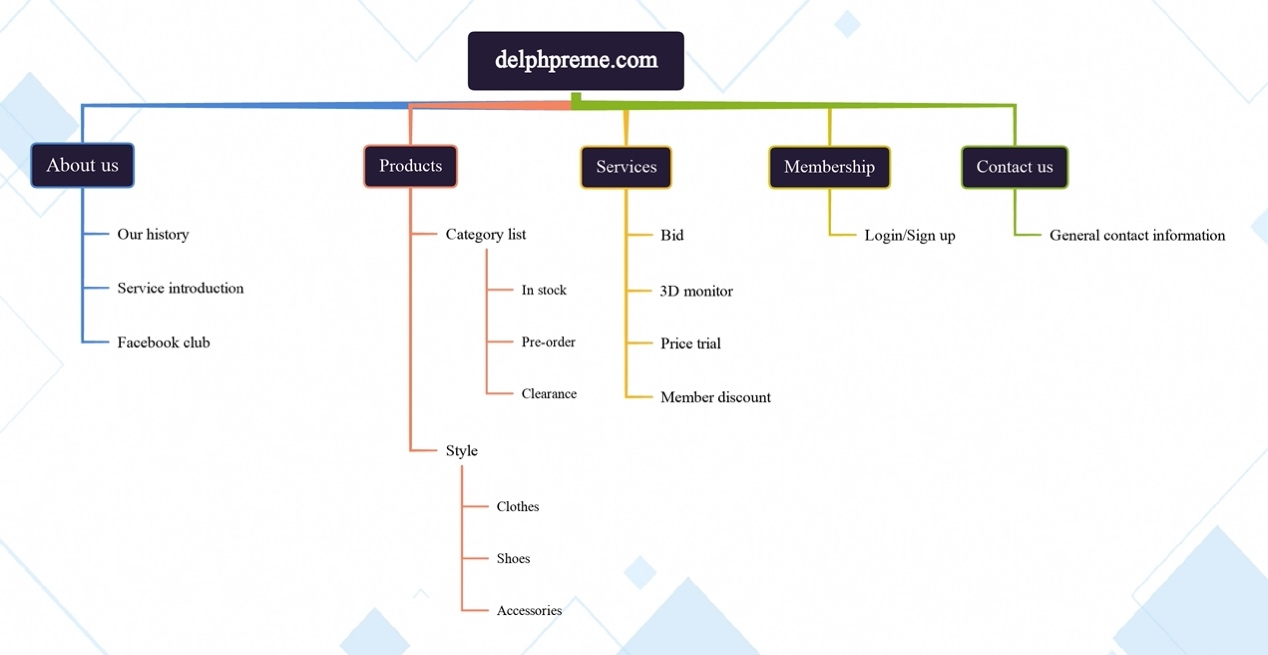 delphpreme.com
About us
Our history
Service introduction
Facebook club
Products
Category list
In stock
Pre-order
Clearance
Style
Clothes
Shoes
Accessories
Services
Bid
3D monitor
Price trial
Member discount
Membership
Login/Sign up
Contact us
General contact information